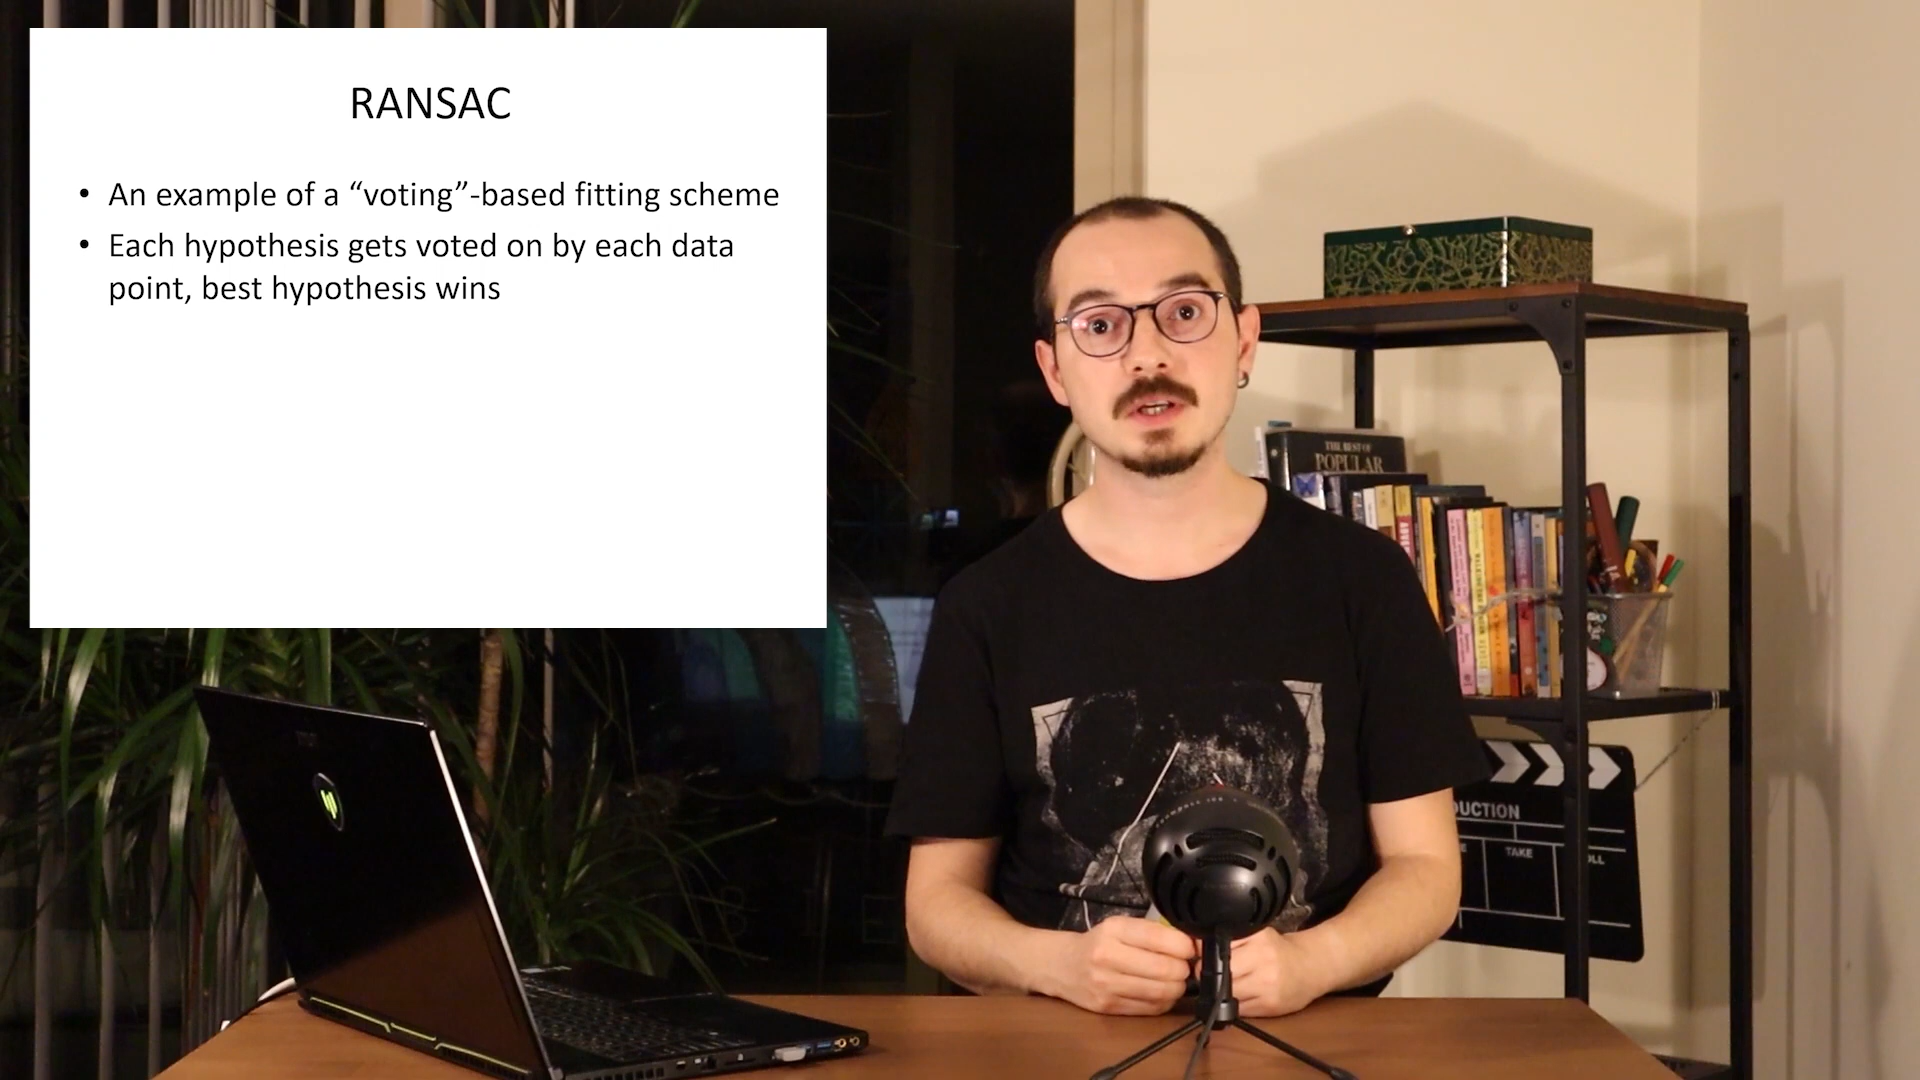 RANSAC
• An example of a “voting”-based fitting scheme
• Each hypothesis gets voted on by each data
point, best hypothesis wins
THE BEST OF
POPULAR
TAKE